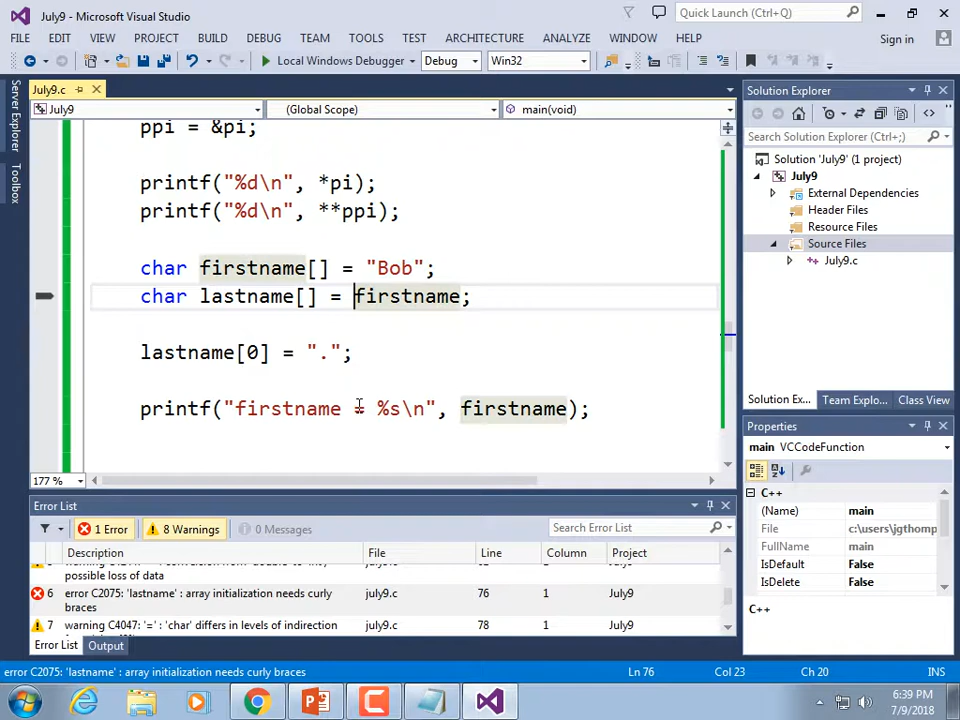 July9 - Microsoft Visual Studio
Quick Launch (Ctrl+;)
FILE EDIT VIEW PROJECT BUILD DEBUG TEAM TOOLS TEST ARCHITECTURE ANALYZE WINDOW HELP
Sign in
Local Windows Debugger Debug Win32
Server Explorer
Toolbox
July9.c
July9 (Global Scope) main(void)
ppi = &pi;
printf("%d\n", *pi);
printf("%d\n", **ppi);
char firstname[] = "Bob";
char lastname[] = firstname;
lastname[0] = ".";
printf("firstname = %s\n", firstname);
177 %
Solution Explorer
Search Solution Explorer (Ctrl+;)
Solution 'July9' (1 project)
July9
External Dependencies
Header Files
Resource Files
Source Files
July9.c
Solution Ex... Team Explo... Class View
Properties
main VCCodeFunction
C++
(Name) main
File c:\users\jgthomp
FullName main
IsDefault False
IsDelete False
C++
Error List
1 Error 8 Warnings 0 Messages
Search Error List
Description File Line Column Project
possible loss of data
6 error C2075: 'lastname' : array initialization needs curly braces july9.c 76 1 July9
7 warning C4047: '=' : 'char' differs in levels of indirection july9.c 78 1 July9
Error List Output
error C2075: 'lastname' : array initialization needs curly braces
Ln 76 Col 23 Ch 20 INS
6:39 PM
7/9/2018